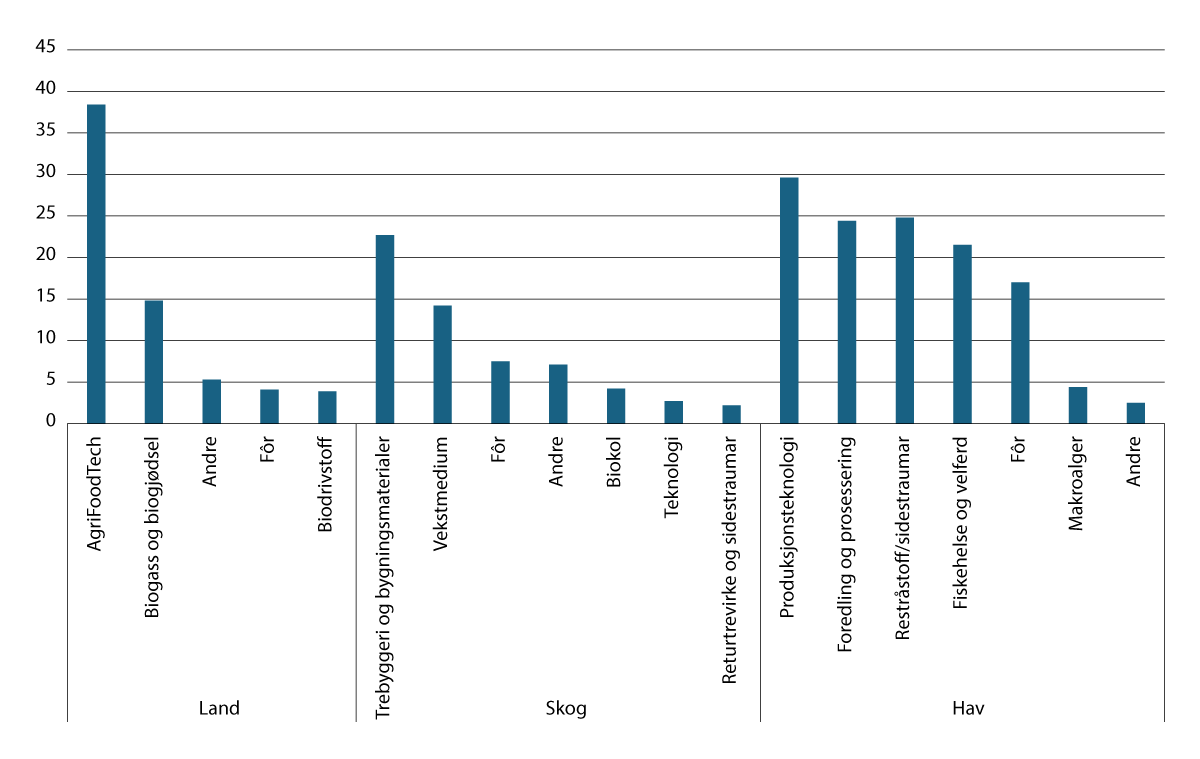 45
40
35
30
25
20
15
10
5
0
AgriFoodTech
Biogass og biogjødsel
Andre
Fôr
Biodrivstoff
Trebyggeri og bygningsmaterialer
Vekstmedium
Fôr
Andre
Biokol
Teknologi
Returtrevirke og sidestraumar
Produksjonsteknologi
Foredling og prosessering
Restråstoff/sidestraumar
Fiskehelse og velferd
Fôr
Makroalger
Andre
Land
Skog
Hav